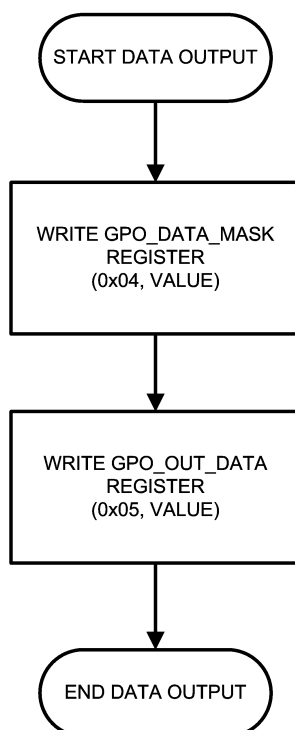 START DATA OUTPUT
WRITE GPO_DATA_MASK
REGISTER
(0x04, VALUE)
WRITE GPO_OUT_DATA
REGISTER
(0x05, VALUE)
END DATA OUTPUT